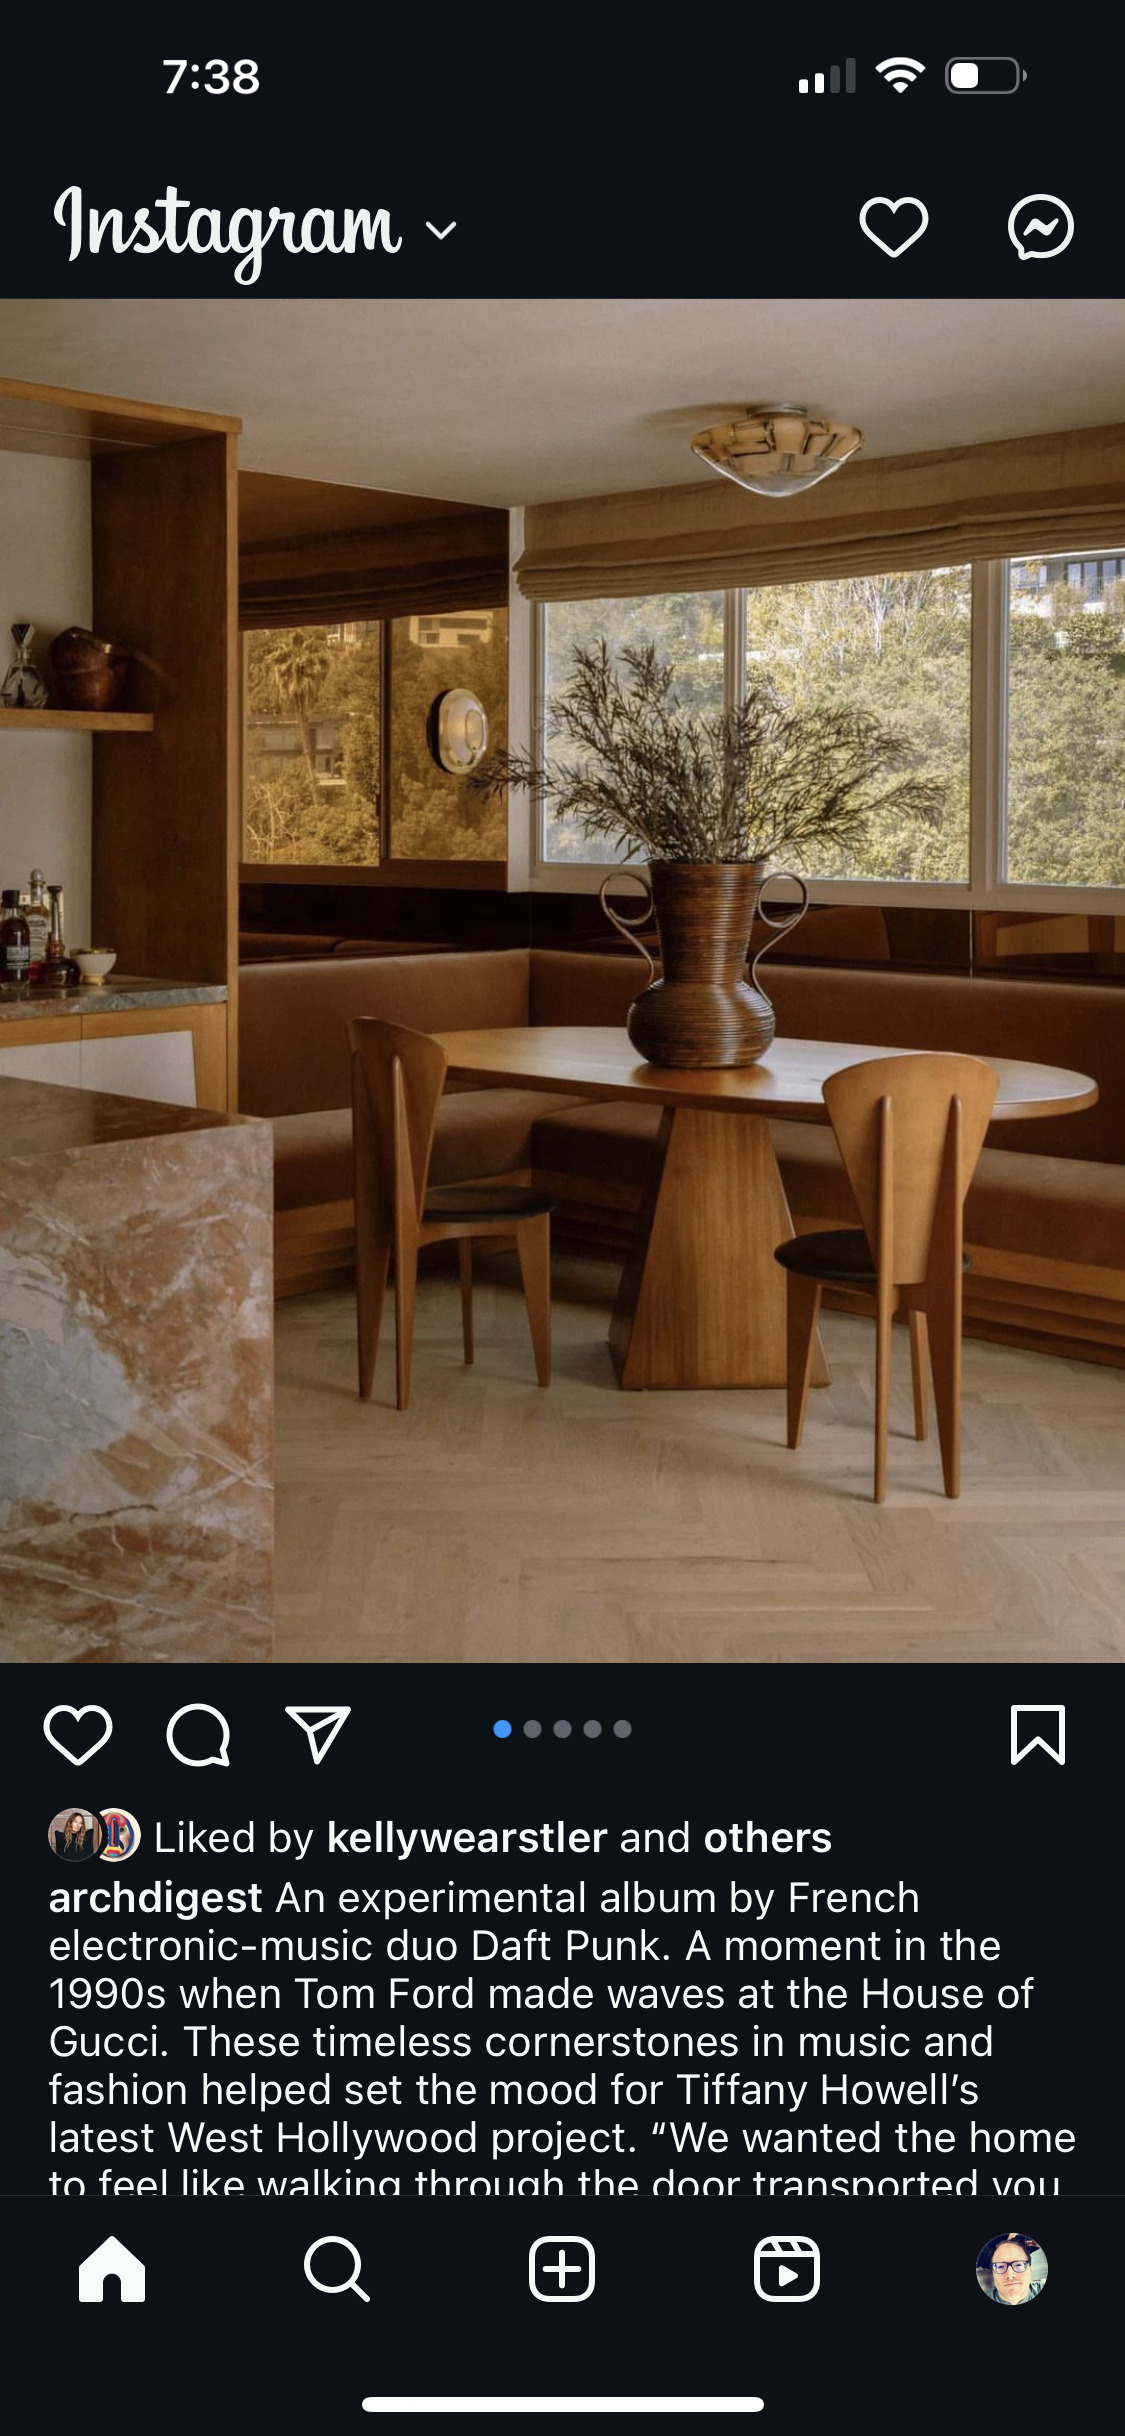 7:38
Instagram
Liked by kellywearstler and others
archdigest An experimental album by French
electronic-music duo Daft Punk. A moment in the
1990s when Tom Ford made waves at the House of
Gucci. These timeless cornerstones in music and
fashion helped set the mood for Tiffany Howell’s
latest West Hollywood project. “We wanted the home
to feel like walking through the door transported you